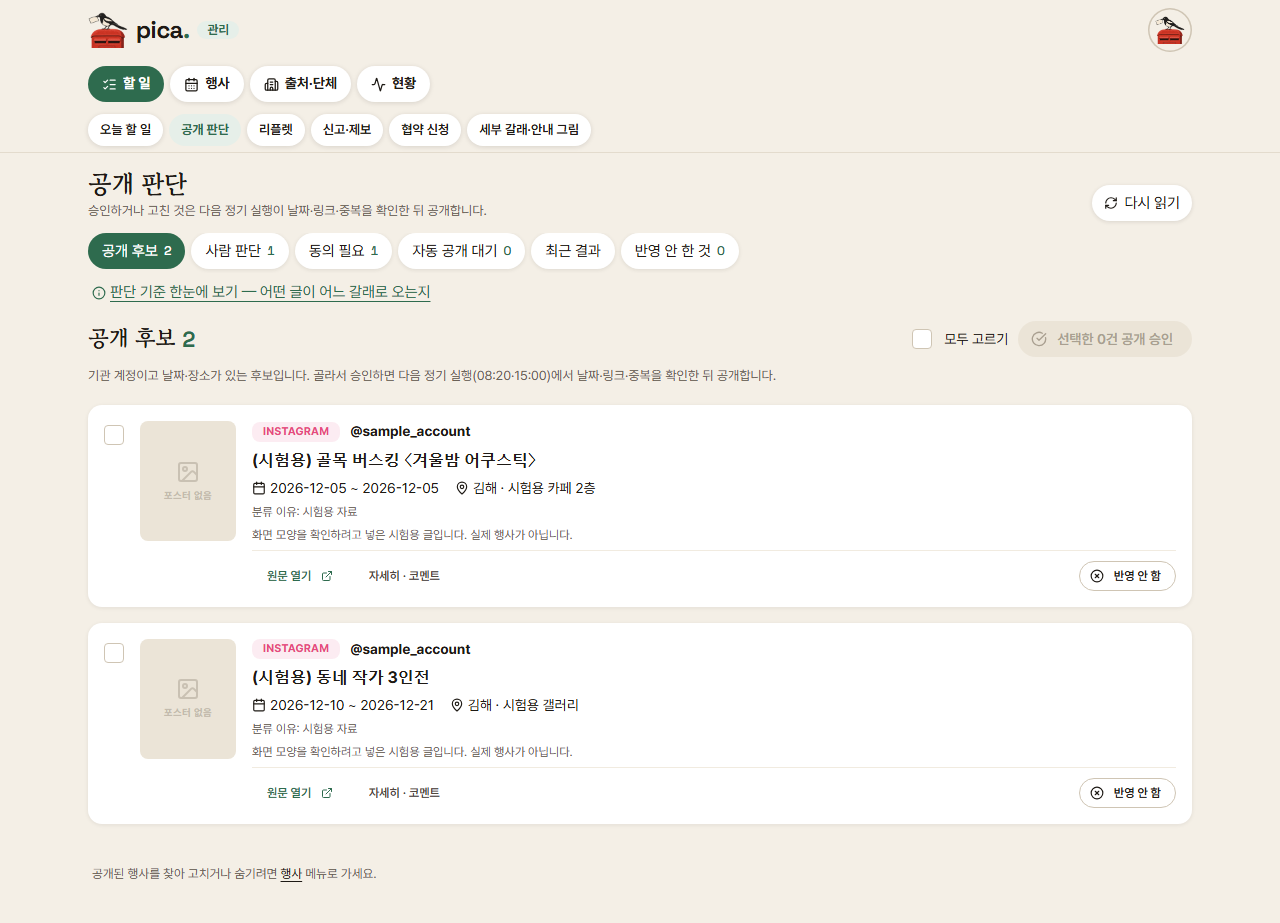 pica. 관리
할 일 행사 출처·단체 현황
오늘 할 일 공개 판단 리플렛 신고·제보 협약 신청 세부 갈래·안내 그림
공개 판단
승인하거나 고친 것은 다음 정기 실행이 날짜·링크·중복을 확인한 뒤 공개합니다.
다시 읽기
공개 후보 2 사람 판단 1 동의 필요 1 자동 공개 대기 0 최근 결과 반영 안 한 것 0
판단 기준 한눈에 보기 — 어떤 글이 어느 갈래로 오는지
공개 후보 2 모두 고르기 선택한 0건 공개 승인
기관 계정이고 날짜·장소가 있는 후보입니다. 골라서 승인하면 다음 정기 실행(08:20·15:00)에서 날짜·링크·중복을 확인한 뒤 공개합니다.
포스터 없음
INSTAGRAM @sample_account
(시험용) 골목 버스킹 〈겨울밤 어쿠스틱〉
2026-12-05 ~ 2026-12-05 김해 · 시험용 카페 2층
분류 이유: 시험용 자료
화면 모양을 확인하려고 넣은 시험용 글입니다. 실제 행사가 아닙니다.
원문 열기 자세히 · 코멘트 반영 안 함
포스터 없음
INSTAGRAM @sample_account
(시험용) 동네 작가 3인전
2026-12-10 ~ 2026-12-21 김해 · 시험용 갤러리
분류 이유: 시험용 자료
화면 모양을 확인하려고 넣은 시험용 글입니다. 실제 행사가 아닙니다.
원문 열기 자세히 · 코멘트 반영 안 함
공개된 행사를 찾아 고치거나 숨기려면 행사 메뉴로 가세요.